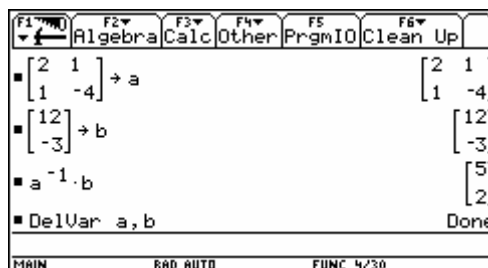 F1 F2 Algebra F3 Calc F4 Other F5 PrgmIO F6 Clean Up
[2 1] [2 1
[1 -4] → a [1 -4
[12] [12
[-3] → b [-3
a⁻¹·b [5
[2
DelVar a,b Done
MAIN RAD AUTO FUNC 4/30